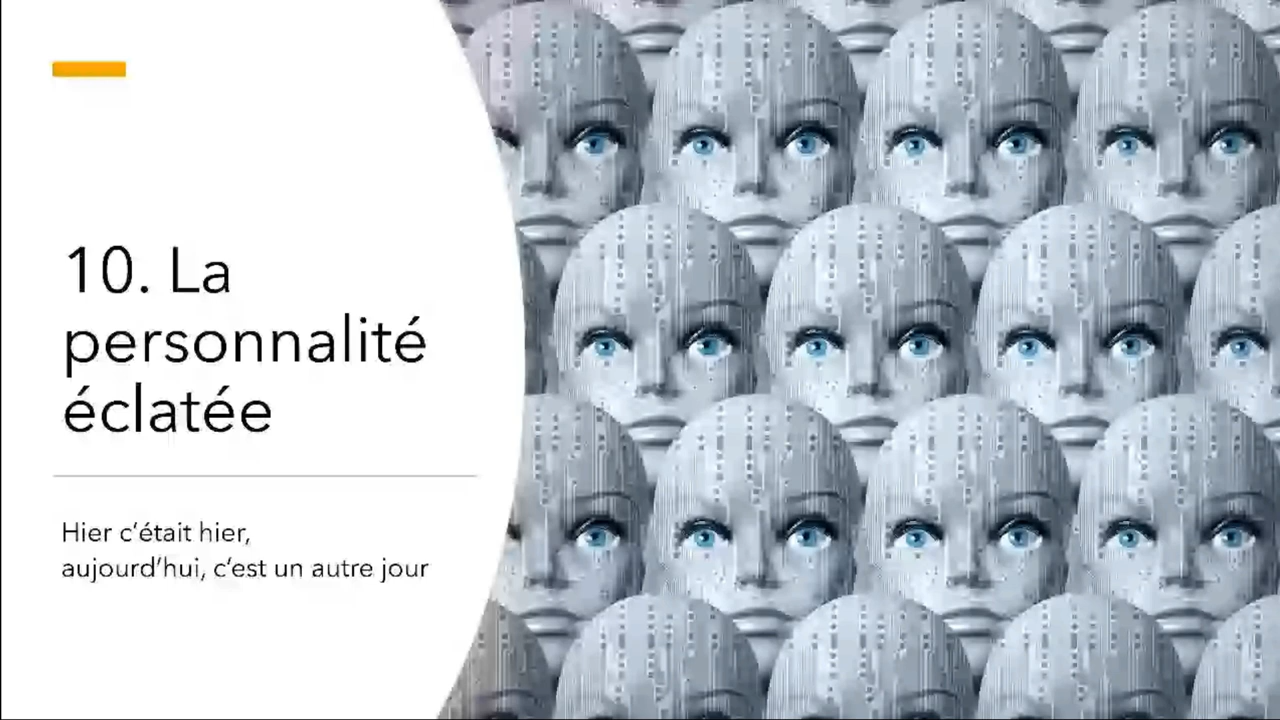 10. La
personnalité
éclatée
Hier c’était hier,
aujourd’hui, c’est un autre jour